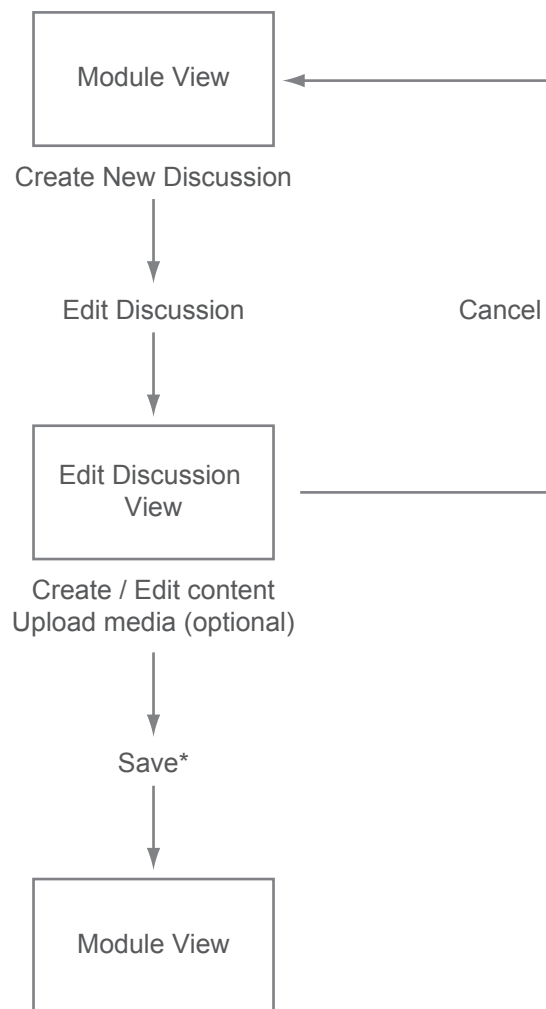 Module View
Create New Discussion
Edit Discussion
Cancel
Edit Discussion
View
Create / Edit content
Upload media (optional)
Save*
Module View